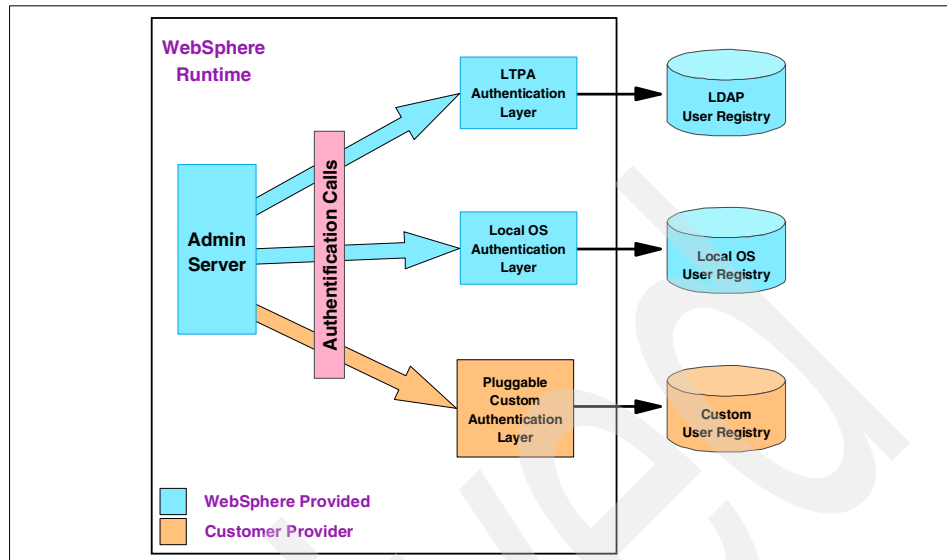 WebSphere
Runtime
LTPA
Authentication
Layer
LDAP
User Registry
Authentification Calls
Admin
Server
Local OS
Authentication
Layer
Local OS
User Registry
Pluggable
Custom
Authentication
Layer
Custom
User Registry
WebSphere Provided
Customer Provider